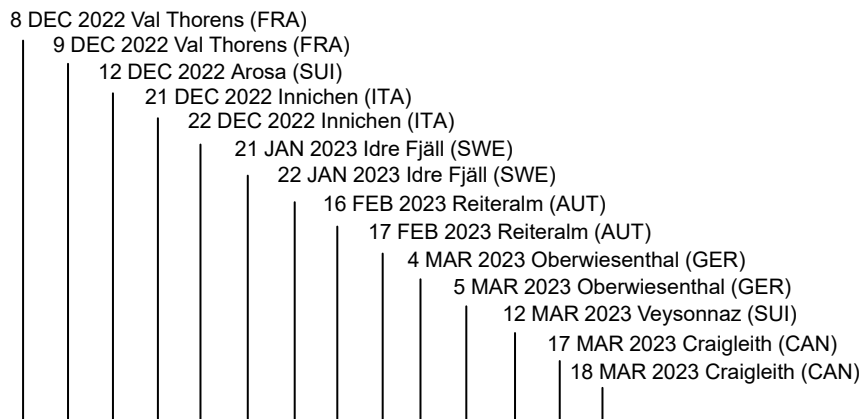 8 DEC 2022 Val Thorens (FRA)
9 DEC 2022 Val Thorens (FRA)
12 DEC 2022 Arosa (SUI)
21 DEC 2022 Innichen (ITA)
22 DEC 2022 Innichen (ITA)
21 JAN 2023 Idre Fjäll (SWE)
22 JAN 2023 Idre Fjäll (SWE)
16 FEB 2023 Reiteralm (AUT)
17 FEB 2023 Reiteralm (AUT)
4 MAR 2023 Oberwiesenthal (GER)
5 MAR 2023 Oberwiesenthal (GER)
12 MAR 2023 Veysonnaz (SUI)
17 MAR 2023 Craigleith (CAN)
18 MAR 2023 Craigleith (CAN)